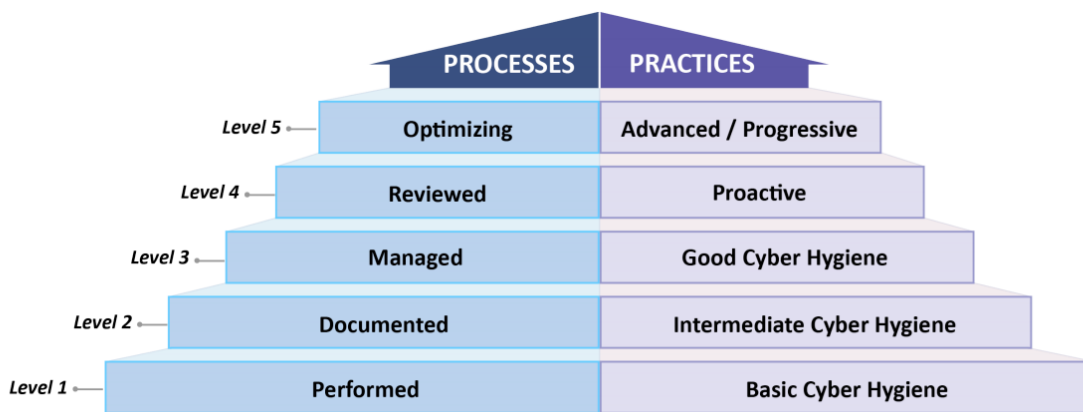 PROCESSES PRACTICES
Level 5 Optimizing Advanced / Progressive
Level 4 Reviewed Proactive
Level 3 Managed Good Cyber Hygiene
Level 2 Documented Intermediate Cyber Hygiene
Level 1 Performed Basic Cyber Hygiene